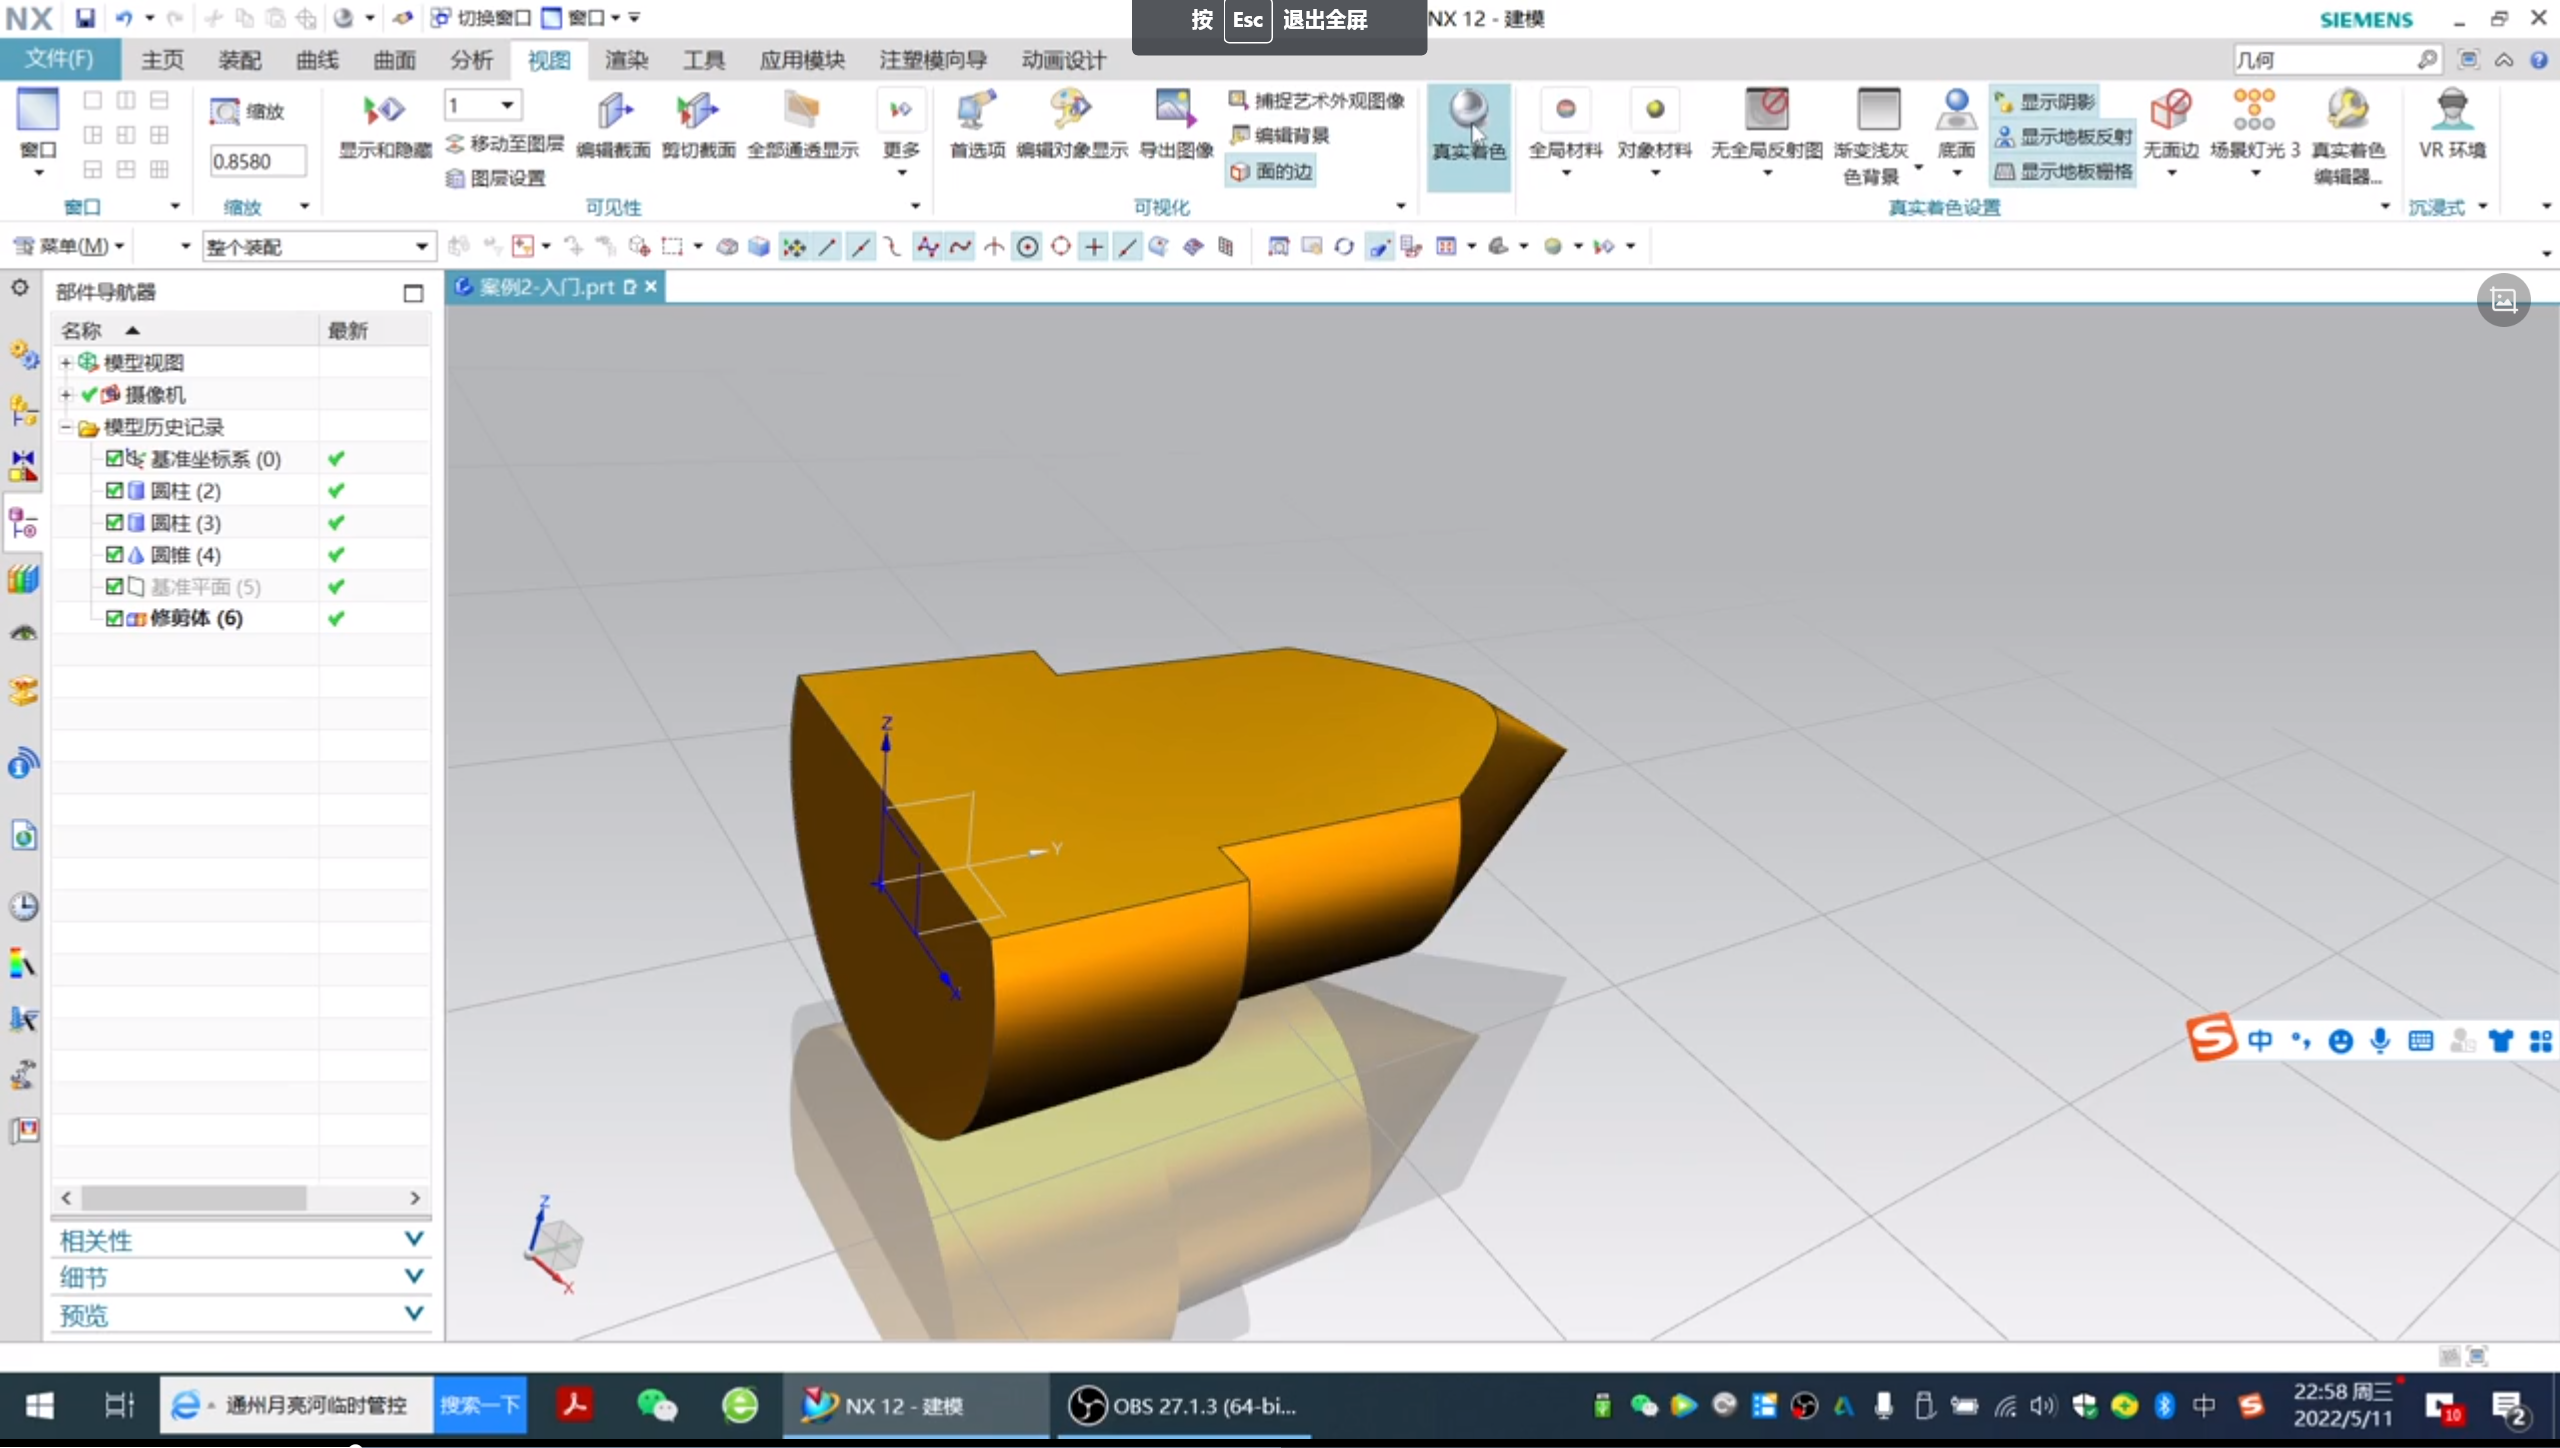 NX 切换窗口 窗口 按 Esc 退出全屏 NX 12 - 建模 SIEMENS
文件(F) 主页 装配 曲线 曲面 分析 视图 渲染 工具 应用模块 注塑模向导 动画设计 几何
窗口
缩放
0.8580
显示和隐藏
1
移动至图层
图层设置
编辑截面
剪切截面
全部通透显示
更多
首选项
编辑对象显示
导出图像
捕捉艺术外观图像
编辑背景
面的边
真实着色
全局材料
对象材料
无全局反射图
渐变浅灰
色背景
底面
显示阴影
显示地板反射
显示地板栅格
无面边
场景灯光 3
真实着色
编辑器...
VR 环境
窗口 缩放 可见性 可视化 真实着色设置 沉浸式
菜单(M) 整个装配
部件导航器
案例2-入门.prt
名称 最新
模型视图
摄像机
模型历史记录
基准坐标系 (0)
圆柱 (2)
圆柱 (3)
圆锥 (4)
基准平面 (5)
修剪体 (6)
Z
Y
X
Z
X
中
相关性
细节
预览
通州月亮河临时管控 搜索一下 NX 12 - 建模 OBS 27.1.3 (64-bi... 中 22:58 周三
2022/5/11
10
2